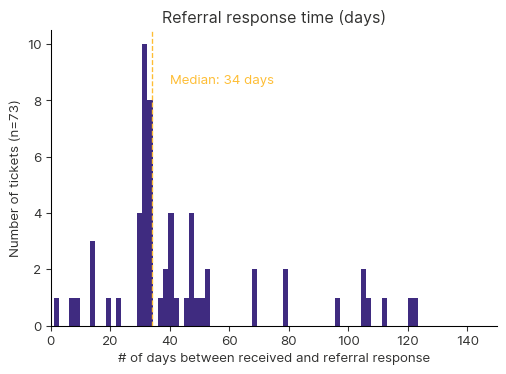 Referral response time (days)
10
8
6
4
2
0
Number of tickets (n=73)
Median: 34 days
0 20 40 60 80 100 120 140
# of days between received and referral response